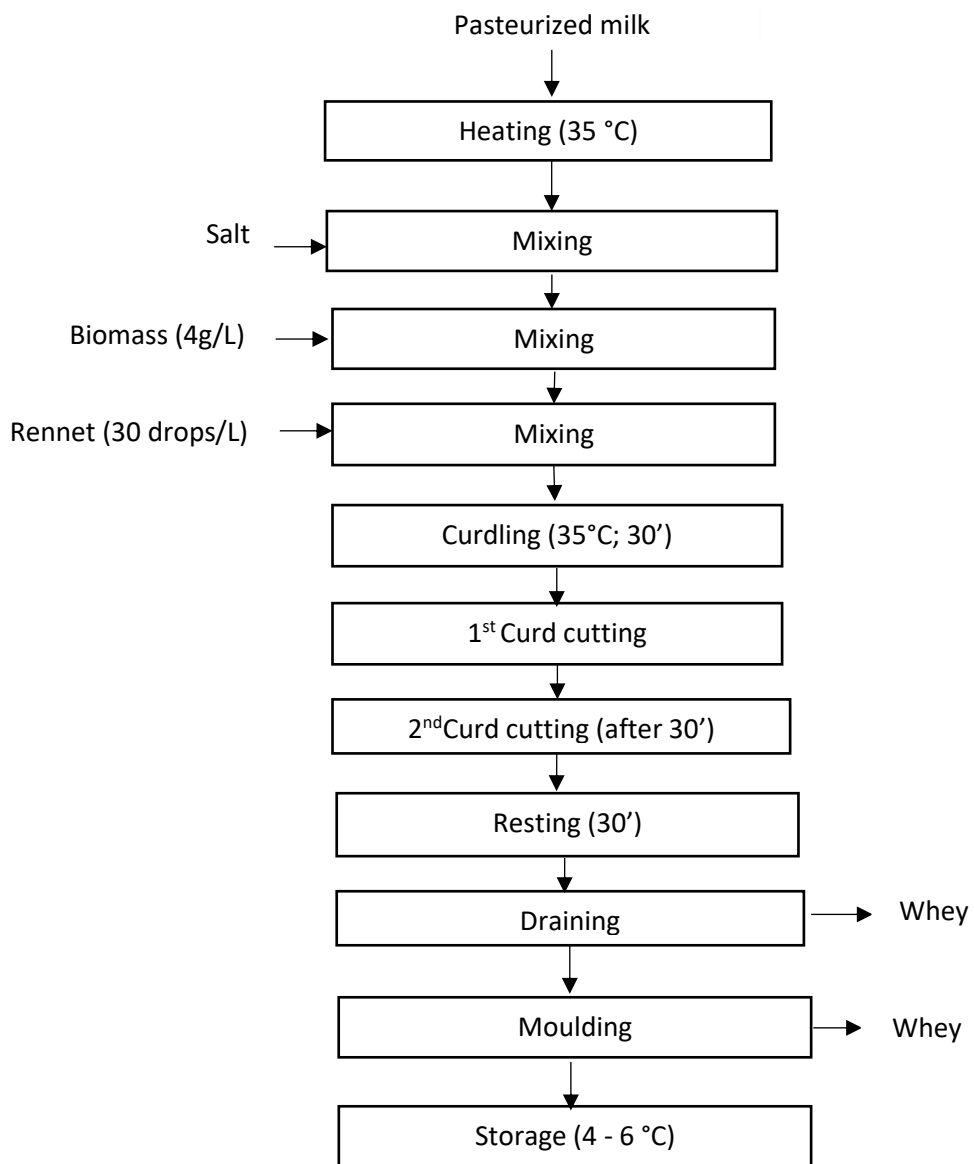 Pasteurized milk
Heating (35 °C)
Salt
Mixing
Biomass (4g/L)
Mixing
Rennet (30 drops/L)
Mixing
Curdling (35°C; 30’)
1st Curd cutting
2ndCurd cutting (after 30’)
Resting (30’)
Draining
Whey
Moulding
Whey
Storage (4 - 6 °C)